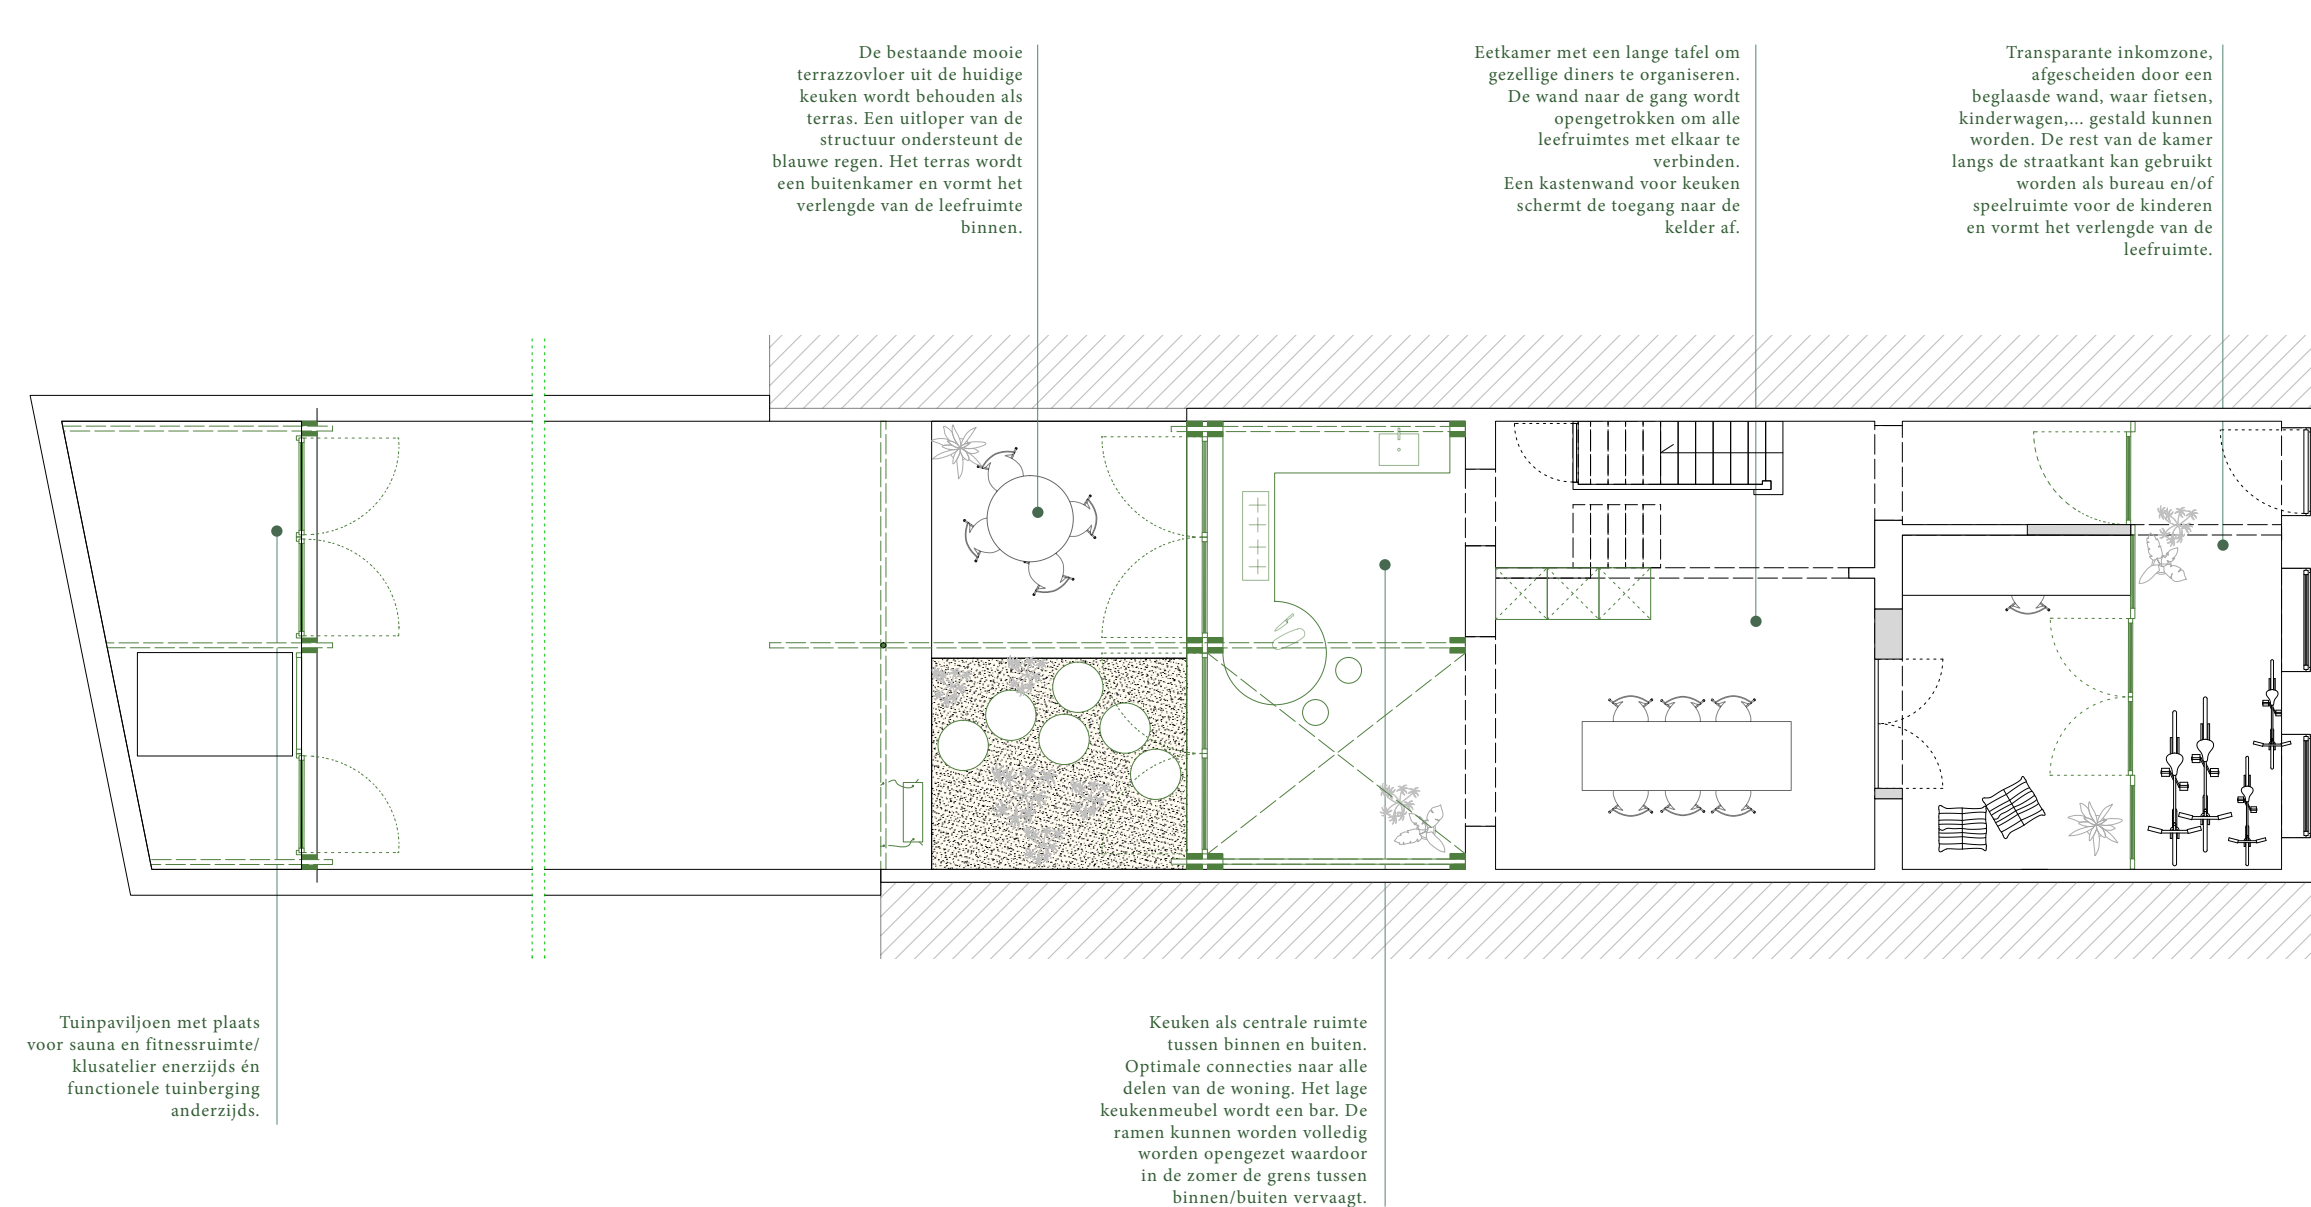 De bestaande mooie
terrazzovloer uit de huidige
keuken wordt behouden als
terras. Een uitloper van de
structuur ondersteunt de
blauwe regen. Het terras wordt
een buitenkamer en vormt het
verlengde van de leefruimte
binnen.
Eetkamer met een lange tafel om
gezellige diners te organiseren.
De wand naar de gang wordt
opengetrokken om alle
leefruimtes met elkaar te
verbinden.
Een kastenwand voor keuken
schermt de toegang naar de
kelder af.
Transparante inkomzone,
afgescheiden door een
beglaasde wand, waar fietsen,
kinderwagen,... gestald kunnen
worden. De rest van de kamer
langs de straatkant kan gebruikt
worden als bureau en/of
speelruimte voor de kinderen
en vormt het verlengde van de
leefruimte.
Tuinpaviljoen met plaats
voor sauna en fitnessruimte/
klusatelier enerzijds én
functionele tuinberging
anderzijds.
Keuken als centrale ruimte
tussen binnen en buiten.
Optimale connecties naar alle
delen van de woning. Het lage
keukenmeubel wordt een bar. De
ramen kunnen worden volledig
worden opengezet waardoor
in de zomer de grens tussen
binnen/buiten vervaagt.